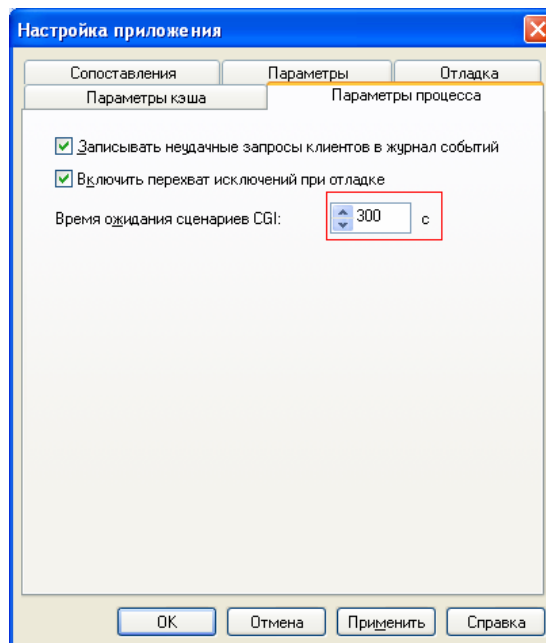 Настройка приложения
Сопоставления Параметры Отладка
Параметры кэша Параметры процесса
Записывать неудачные запросы клиентов в журнал событий
Включить перехват исключений при отладке
Время ожидания сценариев CGI: 300 с
ОК Отмена Применить Справка